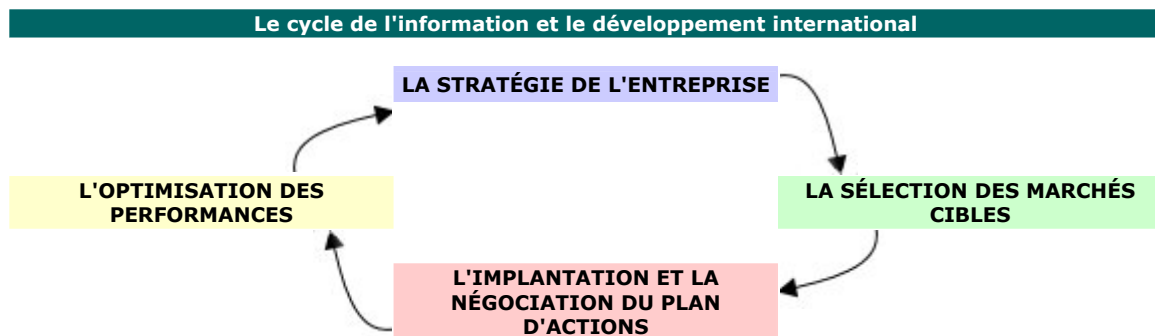 Le cycle de l'information et le développement international
LA STRATÉGIE DE L'ENTREPRISE
L'OPTIMISATION DES
PERFORMANCES
LA SÉLECTION DES MARCHÉS
CIBLES
L'IMPLANTATION ET LA
NÉGOCIATION DU PLAN
D'ACTIONS